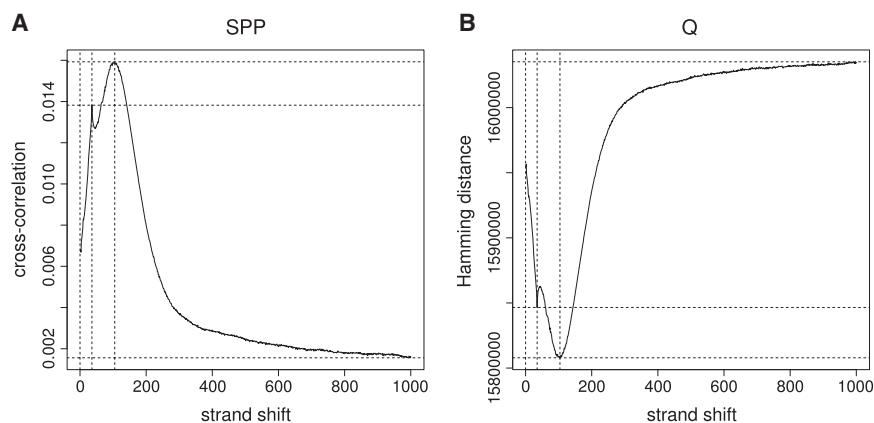 A
SPP
cross-correlation
0.014
0.010
0.006
0.002
0 200 400 600 800 1000
strand shift
B
Q
Hamming distance
16000000
15900000
15800000
0 200 400 600 800 1000
strand shift